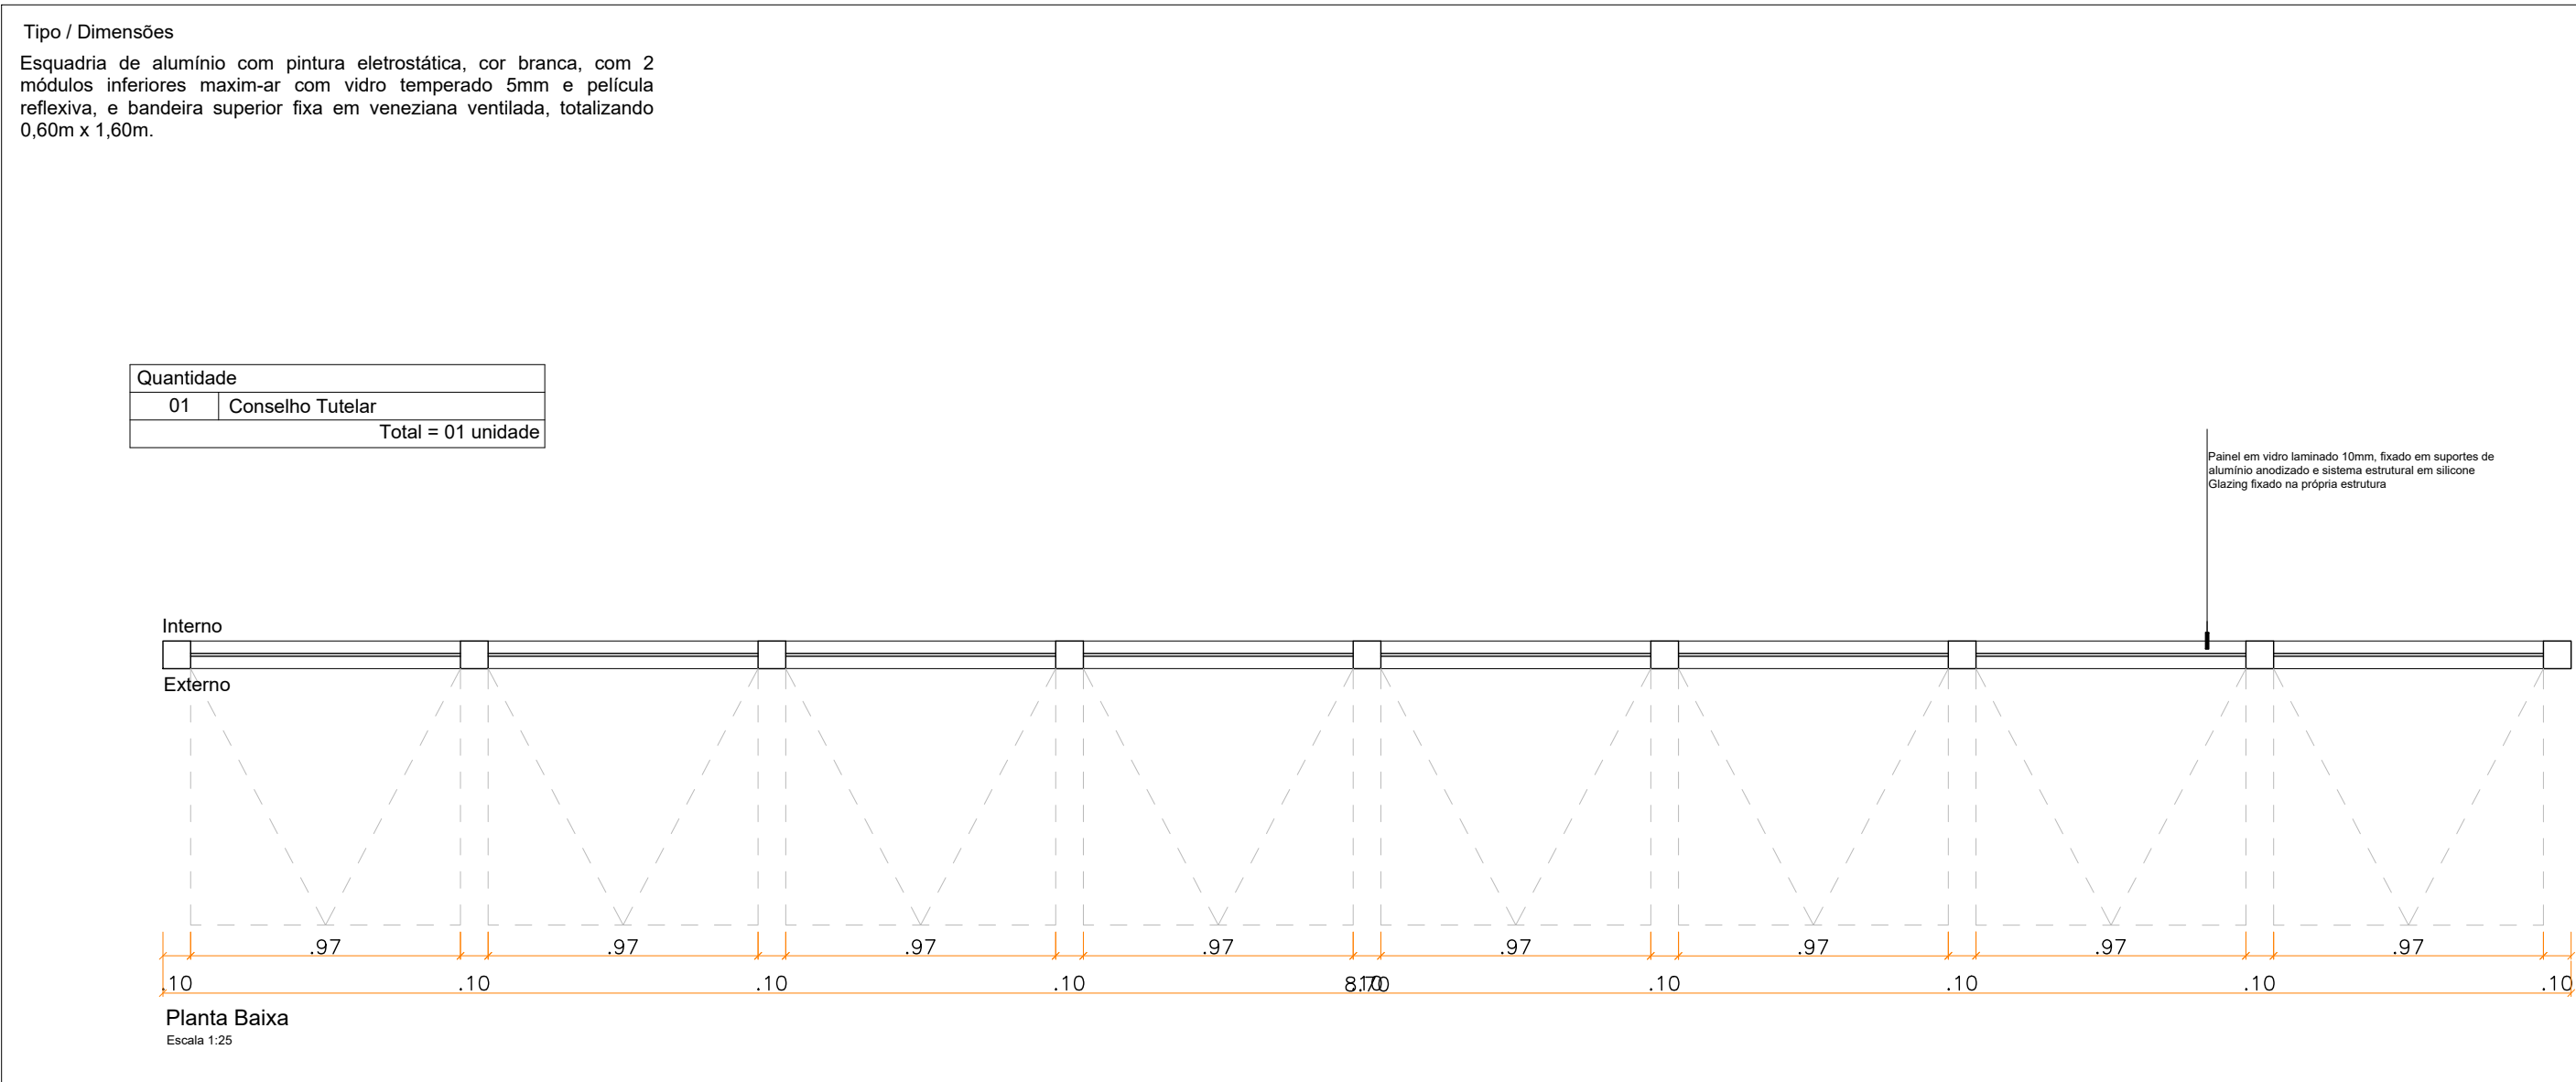 Tipo / Dimensões
Esquadria de alumínio com pintura eletrostática, cor branca, com 2
módulos inferiores maxim-ar com vidro temperado 5mm e película
reflexiva, e bandeira superior fixa em veneziana ventilada, totalizando
0,60m x 1,60m.
Quantidade
01 Conselho Tutelar
Total = 01 unidade
Painel em vidro laminado 10mm, fixado em suportes de
alumínio anodizado e sistema estrutural em silicone
Glazing fixado na própria estrutura
Interno
Externo
.97 .97 .97 .97 .97 .97 .97 .97
.10 .10 .10 .10 .10 .10 .10 .10 .10
8.70
Planta Baixa
Escala 1:25